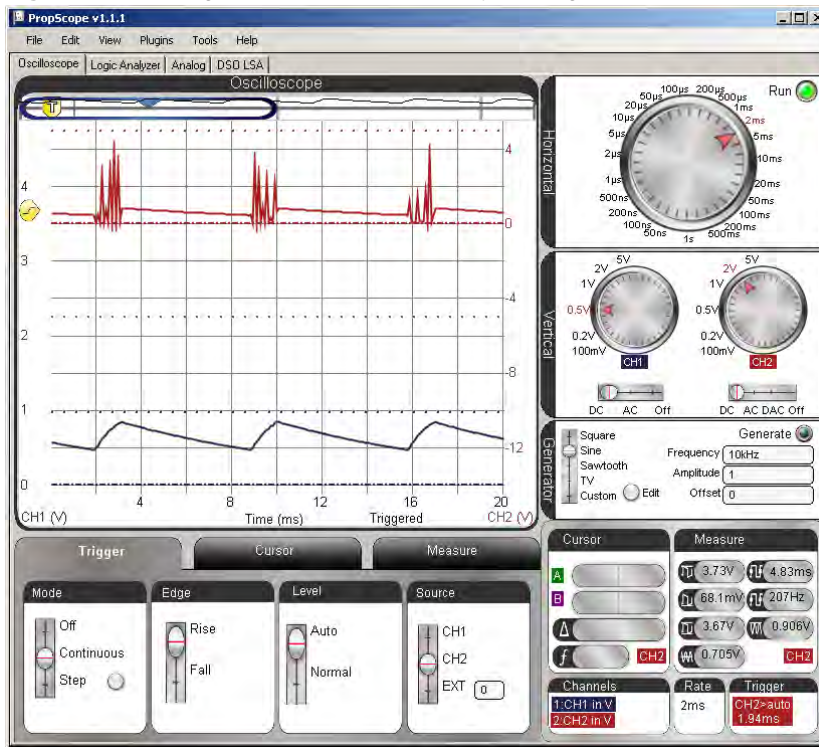 PropScope v1.1.1
File Edit View Plugins Tools Help
Oscilloscope Logic Analyzer Analog DSO LSA
Oscilloscope
T
4
3
2
1
0
4
0
-4
-8
-12
4 8 12 16 20
CH1 (V) Time (ms) Triggered CH2 (V)
Horizontal
Run
50ns
100ns
200ns
500ns
1µs
2µs
5µs
10µs
20µs
50µs
100µs
200µs
500µs
1ms
2ms
5ms
10ms
20ms
50ms
100ms
200ms
500ms
1s
Vertical
5V
2V
1V
0.5V
0.2V
100mV
CH1
DC AC Off
5V
2V
1V
0.5V
0.2V
100mV
CH2
DC AC DAC Off
Generator
Square
Sine
Sawtooth
TV
Custom Edit
Generate
Frequency 10kHz
Amplitude 1
Offset 0
Trigger Cursor Measure
Mode
Off
Continuous
Step
Edge
Rise
Fall
Level
Auto
Normal
Source
CH1
CH2
EXT 0
Cursor
A
B
Δ
f CH2
Measure
3.73V 4.83ms
68.1mV 207Hz
3.67V 0.906V
0.705V CH2
Channels
1:CH1 in V
2:CH2 in V
Rate
2ms
Trigger
CH2>auto
1.94ms